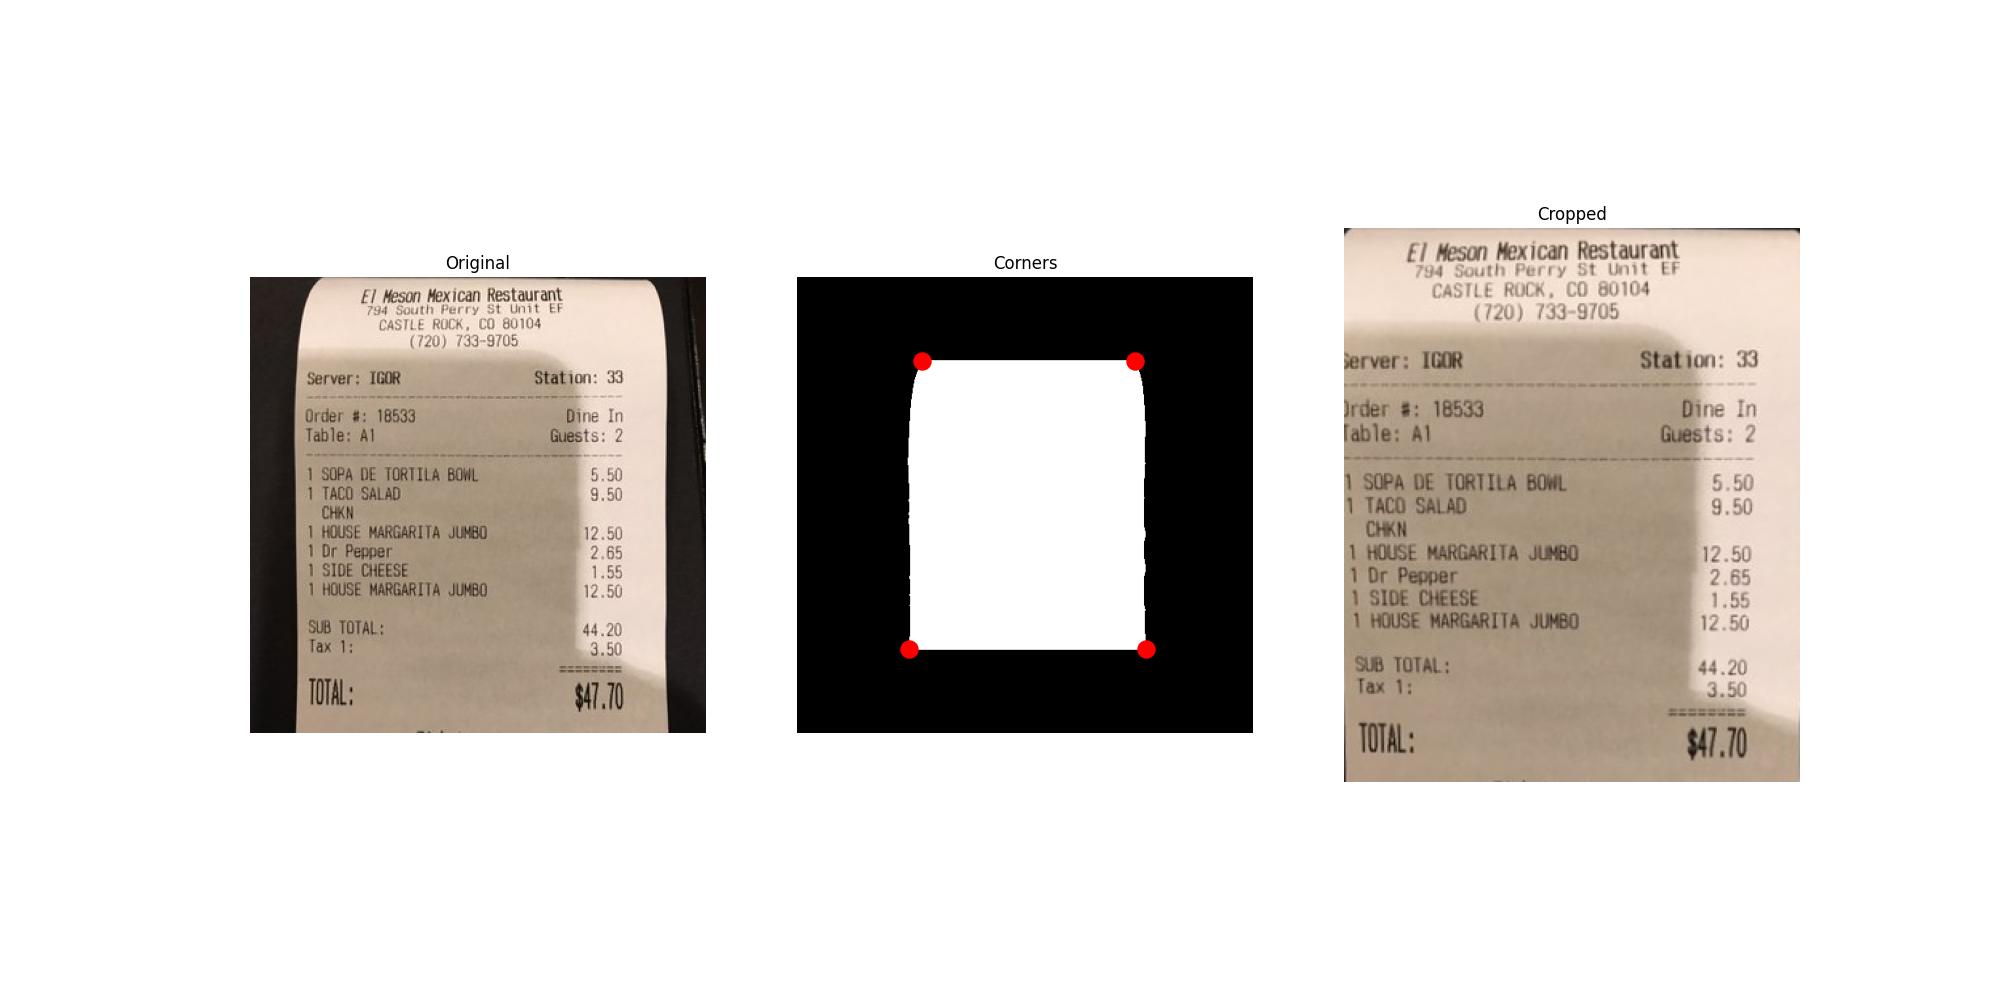 Original
El Meson Mexican Restaurant
794 South Perry St Unit EF
CASTLE ROCK, CO 80104
(720) 733-9705
Server: IGOR Station: 33
Order #: 18533 Dine In
Table: A1 Guests: 2
1 SOPA DE TORTILA BOWL 5.50
1 TACO SALAD 9.50
CHKN
1 HOUSE MARGARITA JUMBO 12.50
1 Dr Pepper 2.65
1 SIDE CHEESE 1.55
1 HOUSE MARGARITA JUMBO 12.50
SUB TOTAL: 44.20
Tax 1: 3.50
========
TOTAL: $47.70
Corners
Cropped
El Meson Mexican Restaurant
794 South Perry St Unit EF
CASTLE ROCK, CO 80104
(720) 733-9705
Server: IGOR Station: 33
Order #: 18533 Dine In
Table: A1 Guests: 2
1 SOPA DE TORTILA BOWL 5.50
1 TACO SALAD 9.50
CHKN
1 HOUSE MARGARITA JUMBO 12.50
1 Dr Pepper 2.65
1 SIDE CHEESE 1.55
1 HOUSE MARGARITA JUMBO 12.50
SUB TOTAL: 44.20
Tax 1: 3.50
========
TOTAL: $47.70